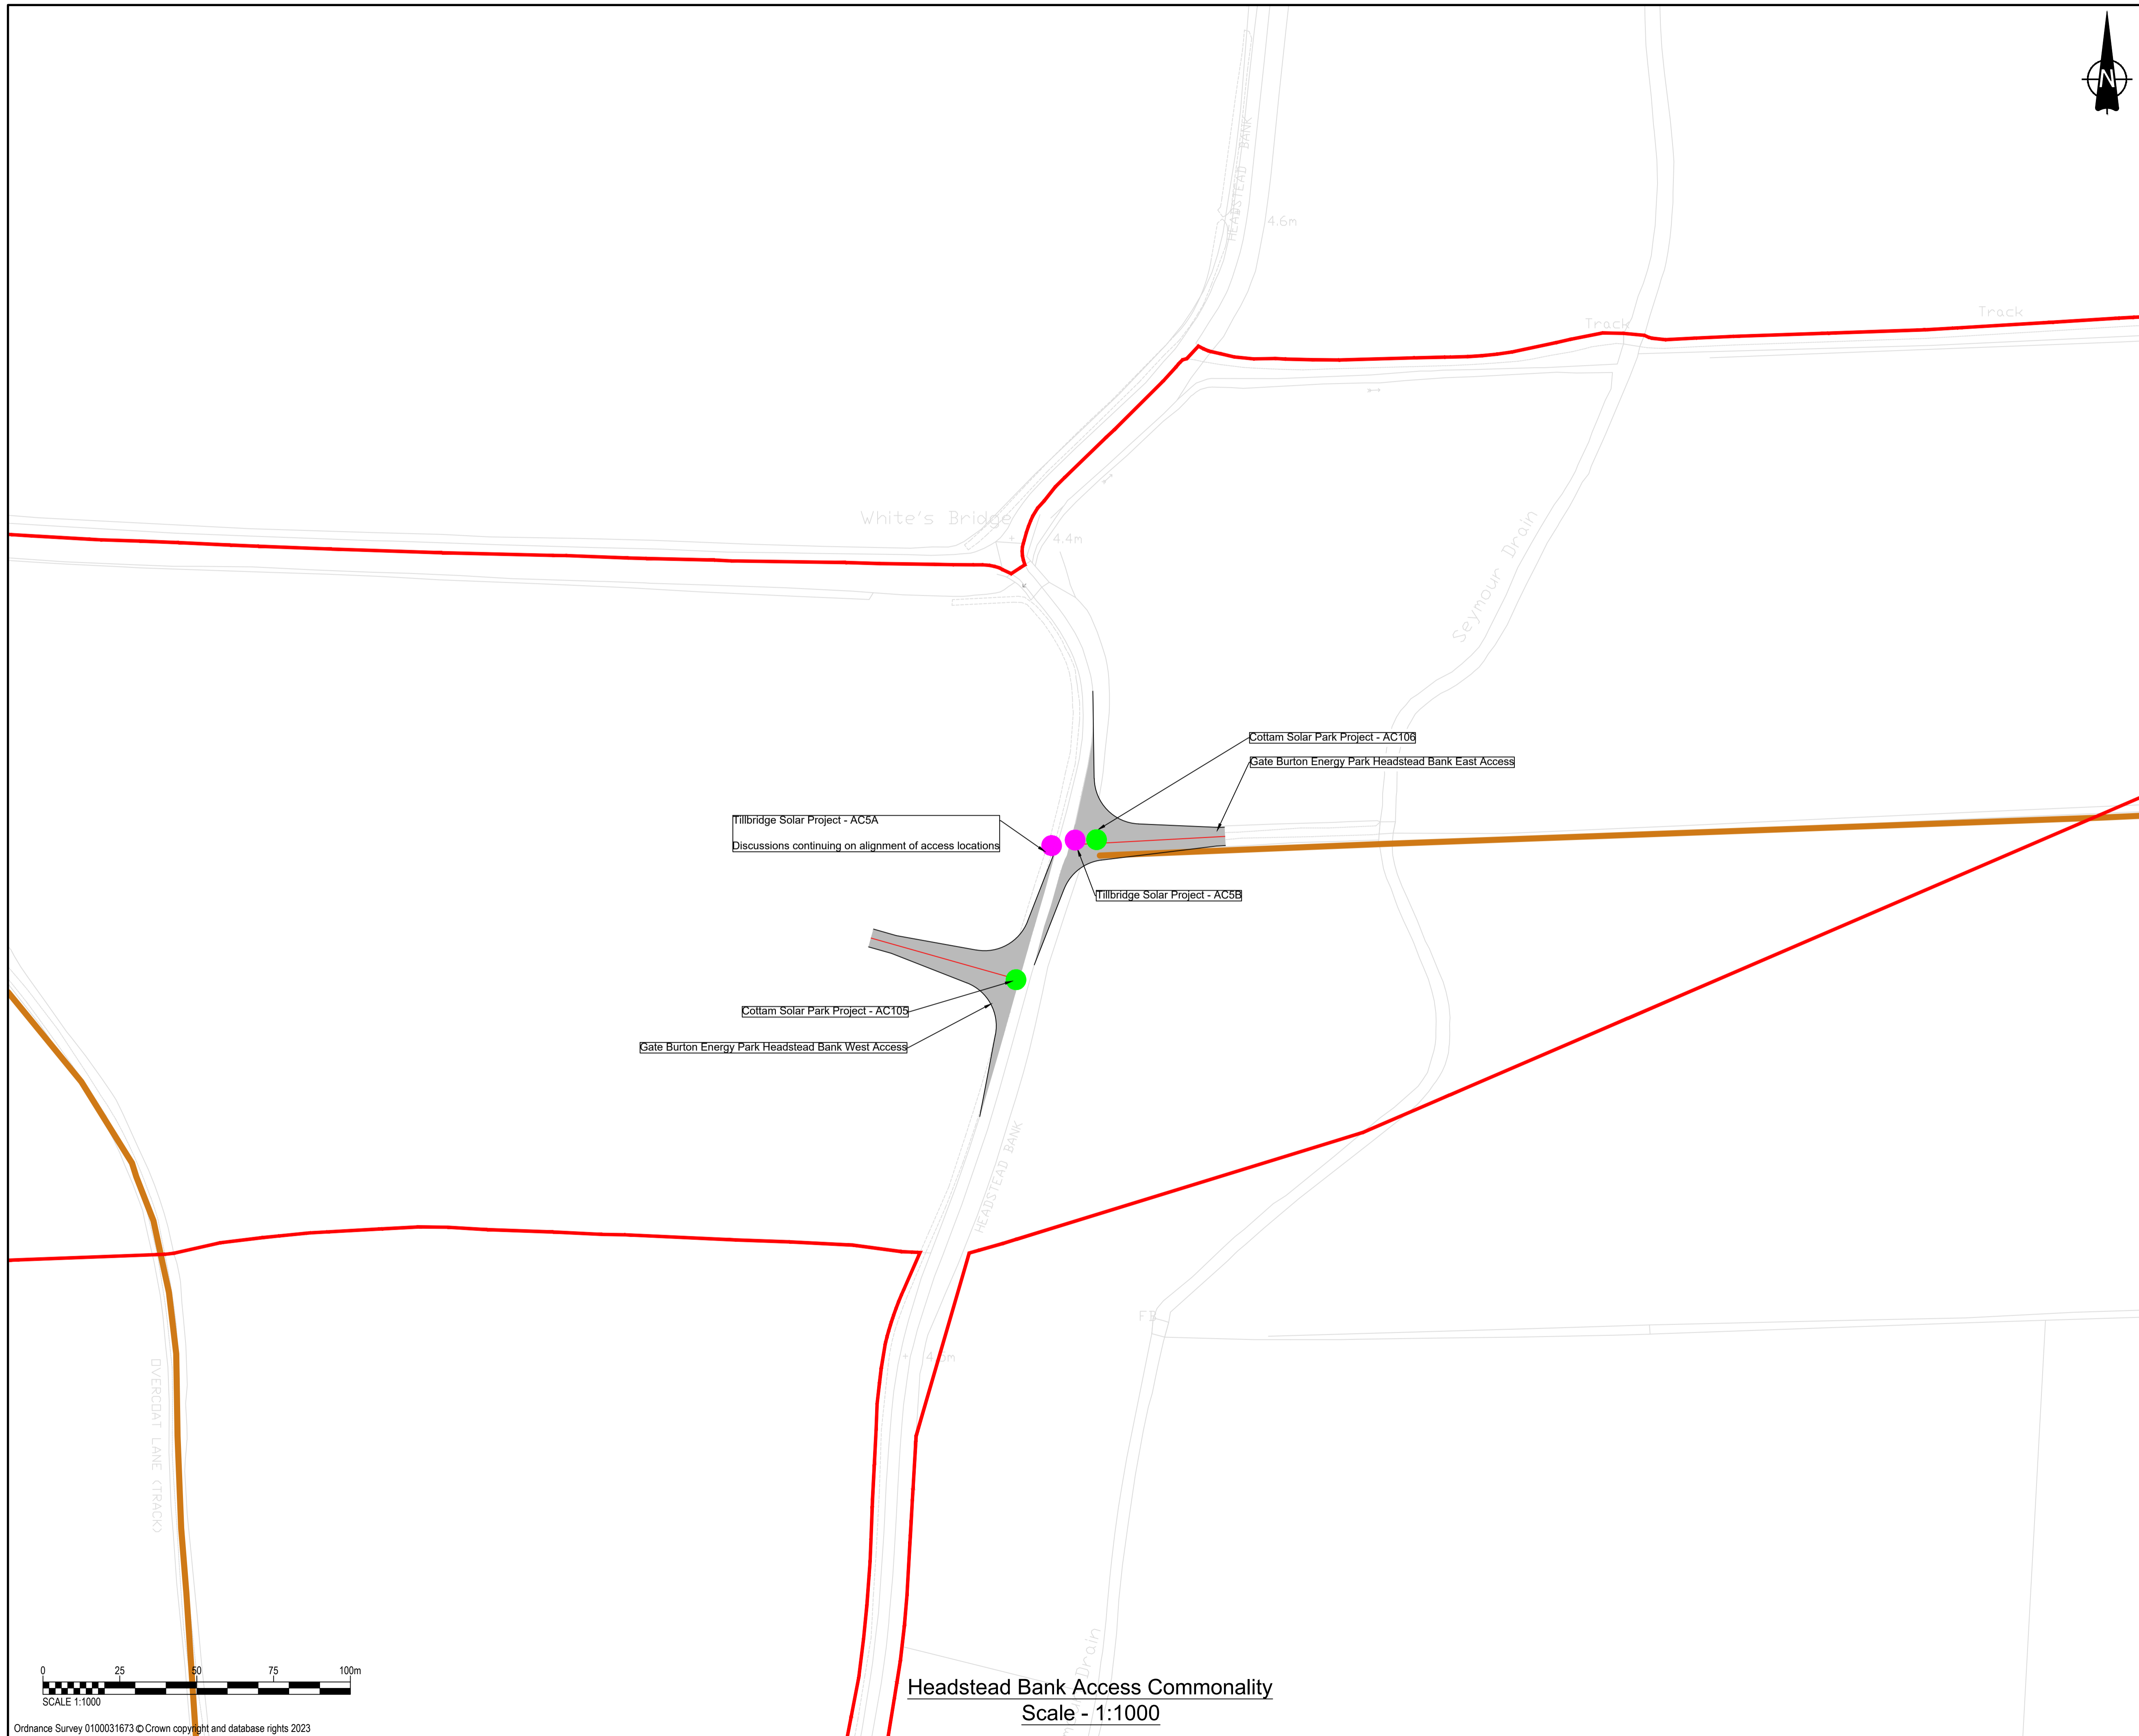 N
HEADSTEAD BANK
4.6m
Track
Track
White's Bridge
4.4m
Seymour Drain
Cottam Solar Park Project - AC106
Gate Burton Energy Park Headstead Bank East Access
Tillbridge Solar Project - AC5A
Discussions continuing on alignment of access locations
Tillbridge Solar Project - AC5B
Cottam Solar Park Project - AC105
Gate Burton Energy Park Headstead Bank West Access
HEADSTEAD BANK
FB
OVERCOAT LANE (TRACK)
Drain
0 25 50 75 100m
SCALE 1:1000
Headstead Bank Access Commonality
Scale - 1:1000
Ordnance Survey 0100031673 © Crown copyright and database rights 2023